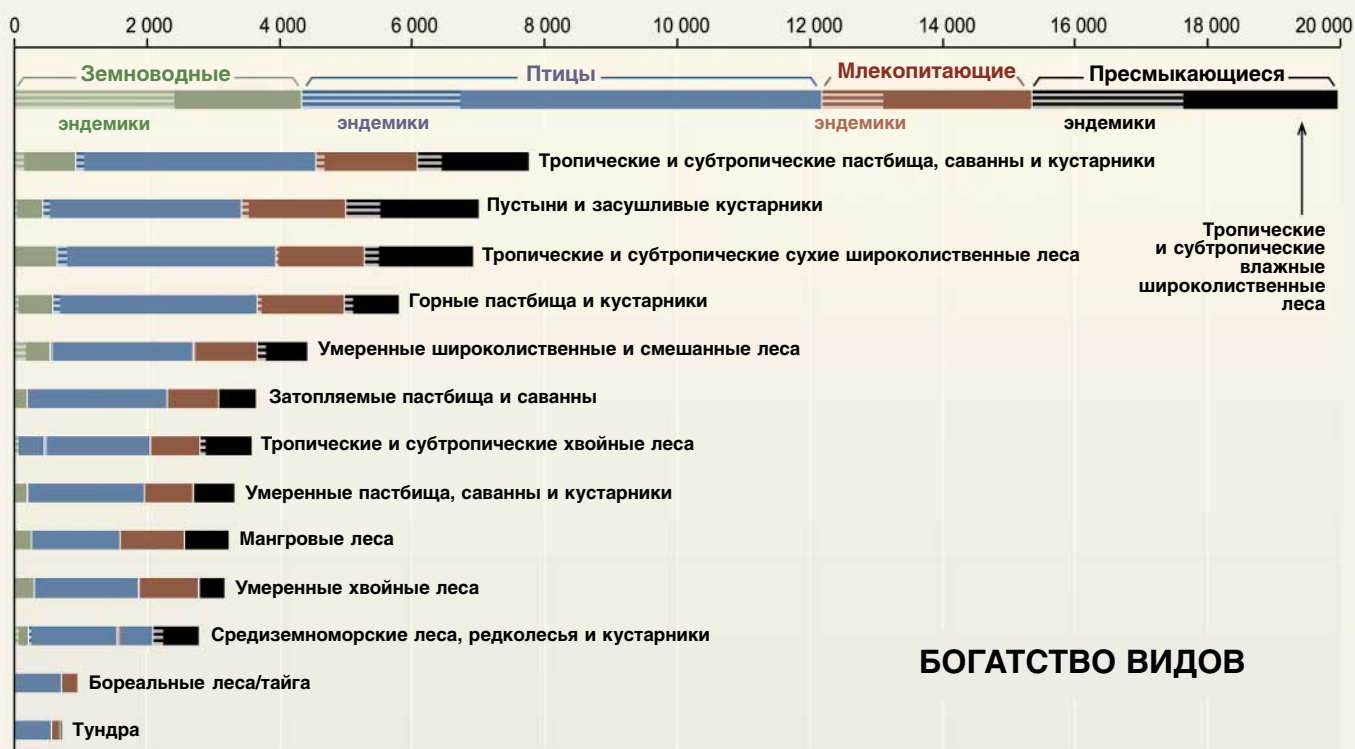 0 2 000 4 000 6 000 8 000 10 000 12 000 14 000 16 000 18 000 20 000
Земноводные Птицы Млекопитающие Пресмыкающиеся
эндемики эндемики эндемики эндемики
Тропические и субтропические пастбища, саванны и кустарники
Пустыни и засушливые кустарники
Тропические
и субтропические
влажные
широколиственные
леса
Тропические и субтропические сухие широколиственные леса
Горные пастбища и кустарники
Умеренные широколиственные и смешанные леса
Затопляемые пастбища и саванны
Тропические и субтропические хвойные леса
Умеренные пастбища, саванны и кустарники
Мангровые леса
Умеренные хвойные леса
Средиземноморские леса, редколесья и кустарники
БОГАТСТВО ВИДОВ
Бореальные леса/тайга
Тундра